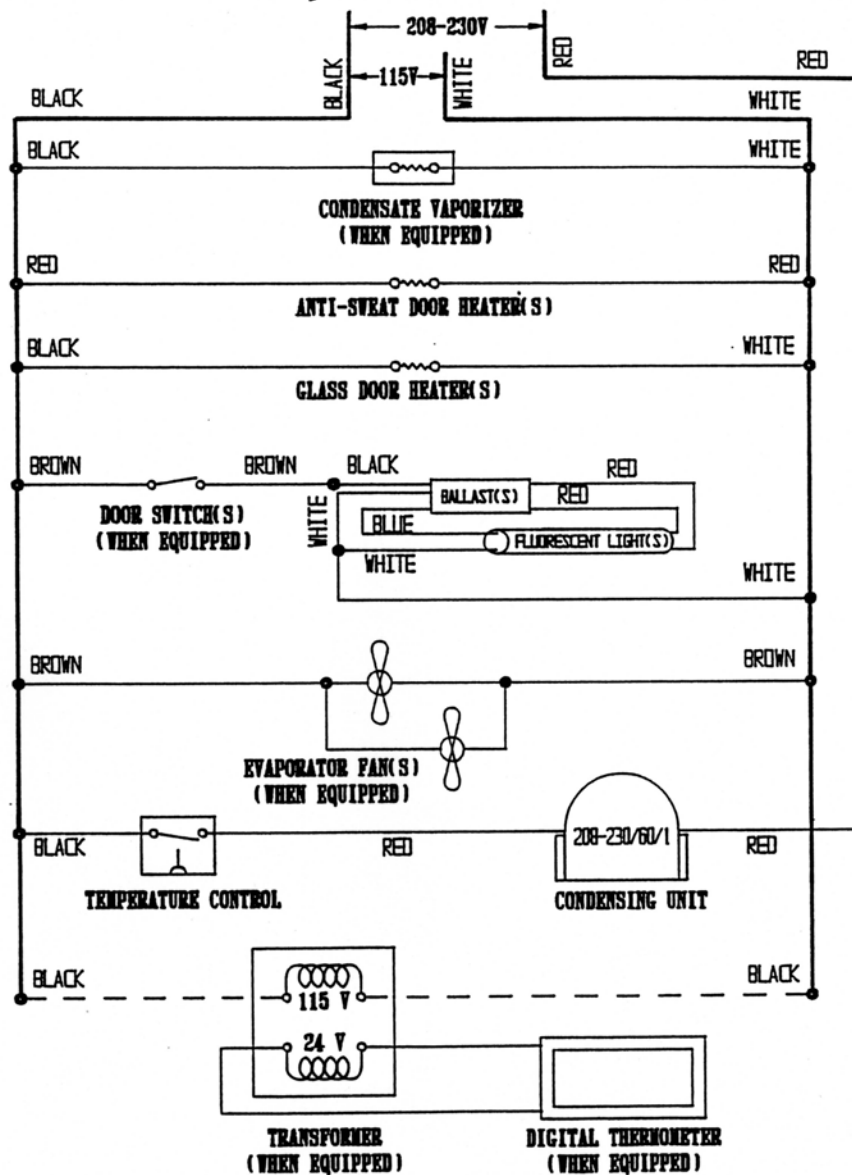 208-230V
RED
RED
BLACK
115V
WHITE
BLACK
WHITE
BLACK
WHITE
CONDENSATE VAPORIZER
(WHEN EQUIPPED)
RED
RED
ANTI-SWEAT DOOR HEATER(S)
BLACK
WHITE
GLASS DOOR HEATER(S)
BROWN
BROWN
BLACK
RED
BALLAST(S)
RED
DOOR SWITCH(S)
(WHEN EQUIPPED)
WHITE
BLUE
FLUORESCENT LIGHT(S)
WHITE
WHITE
BROWN
BROWN
EVAPORATOR FAN(S)
(WHEN EQUIPPED)
BLACK
RED
208-230/60/1
RED
TEMPERATURE CONTROL
CONDENSING UNIT
BLACK
BLACK
115 V
24 V
TRANSFORMER
(WHEN EQUIPPED)
DIGITAL THERMOMETER
(WHEN EQUIPPED)